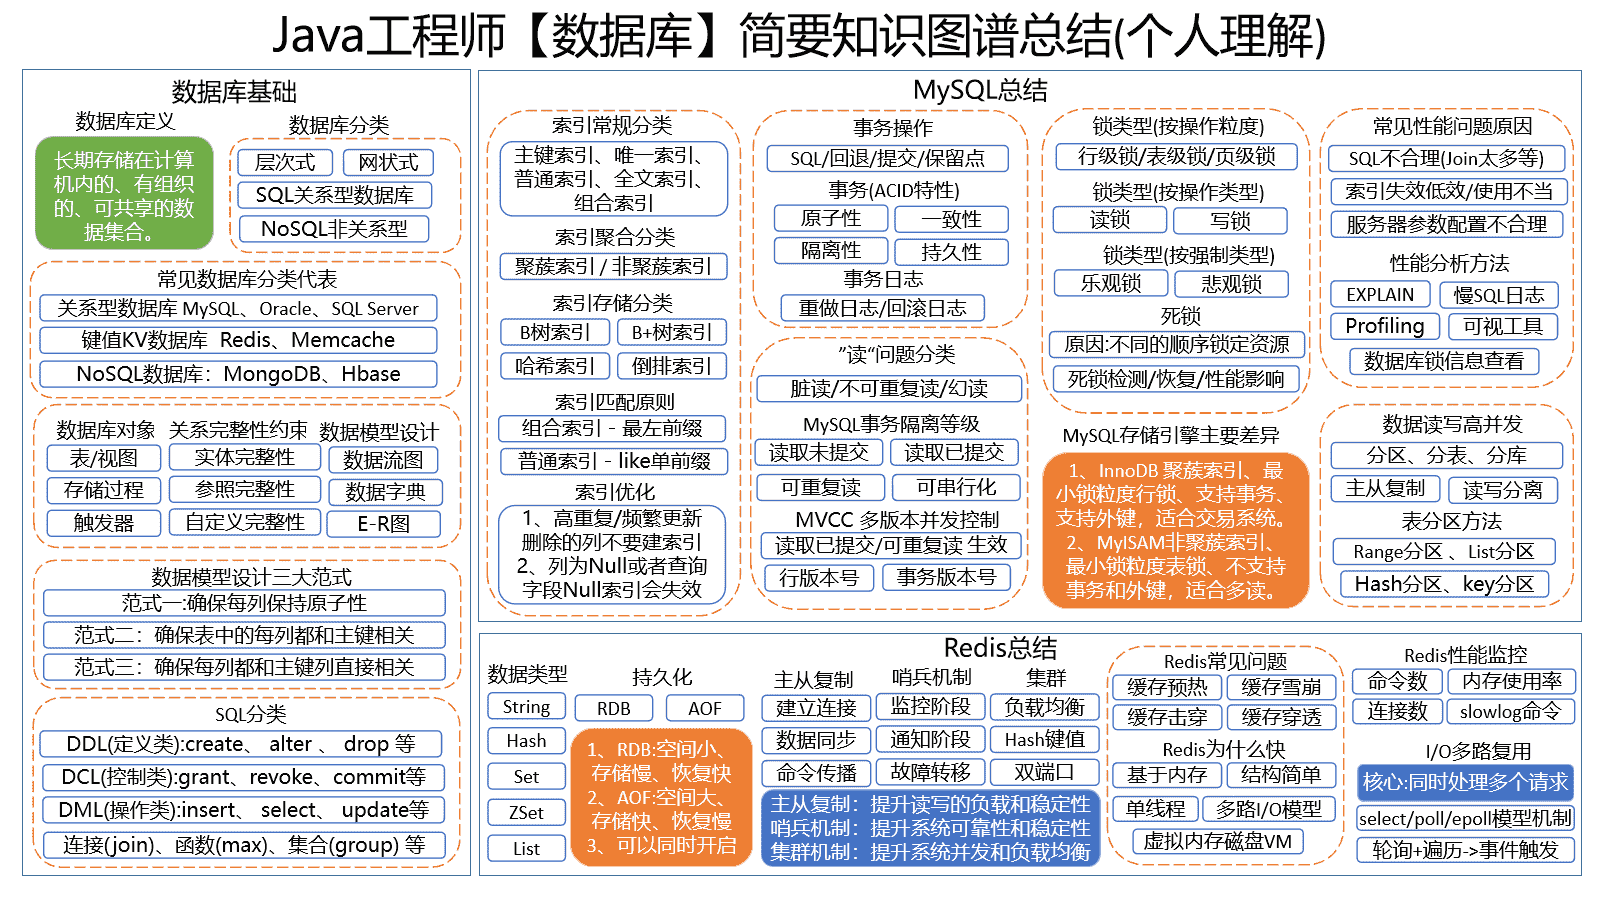 Java工程师【数据库】简要知识图谱总结(个人理解)
数据库基础
数据库定义
长期存储在计算
机内的、有组织
的、可共享的数
据集合。
数据库分类
层次式
网状式
SQL关系型数据库
NoSQL非关系型
常见数据库分类代表
关系型数据库 MySQL、Oracle、SQL Server
键值KV数据库 Redis、Memcache
NoSQL数据库：MongoDB、Hbase
数据库对象
表/视图
存储过程
触发器
关系完整性约束
实体完整性
参照完整性
自定义完整性
数据模型设计
数据流图
数据字典
E-R图
数据模型设计三大范式
范式一:确保每列保持原子性
范式二：确保表中的每列都和主键相关
范式三：确保每列都和主键列直接相关
SQL分类
DDL(定义类):create、 alter 、 drop 等
DCL(控制类):grant、revoke、commit等
DML(操作类):insert、 select、 update等
连接(join)、函数(max)、集合(group) 等
MySQL总结
索引常规分类
主键索引、唯一索引、
普通索引、全文索引、
组合索引
索引聚合分类
聚簇索引 / 非聚簇索引
索引存储分类
B树索引
B+树索引
哈希索引
倒排索引
索引匹配原则
组合索引 - 最左前缀
普通索引 - like单前缀
索引优化
1、高重复/频繁更新
删除的列不要建索引
2、列为Null或者查询
字段Null索引会失效
事务操作
SQL/回退/提交/保留点
事务(ACID特性)
原子性
一致性
隔离性
持久性
事务日志
重做日志/回滚日志
”读“问题分类
脏读/不可重复读/幻读
MySQL事务隔离等级
读取未提交
读取已提交
可重复读
可串行化
MVCC 多版本并发控制
读取已提交/可重复读 生效
行版本号
事务版本号
锁类型(按操作粒度)
行级锁/表级锁/页级锁
锁类型(按操作类型)
读锁
写锁
锁类型(按强制类型)
乐观锁
悲观锁
死锁
原因:不同的顺序锁定资源
死锁检测/恢复/性能影响
MySQL存储引擎主要差异
1、InnoDB 聚簇索引、最
小锁粒度行锁、支持事务、
支持外键，适合交易系统。
2、MyISAM非聚簇索引、
最小锁粒度表锁、不支持
事务和外键，适合多读。
常见性能问题原因
SQL不合理(Join太多等)
索引失效低效/使用不当
服务器参数配置不合理
性能分析方法
EXPLAIN
慢SQL日志
Profiling
可视工具
数据库锁信息查看
数据读写高并发
分区、分表、分库
主从复制
读写分离
表分区方法
Range分区 、List分区
Hash分区、key分区
Redis总结
数据类型
String
Hash
Set
ZSet
List
持久化
RDB
AOF
1、RDB:空间小、
存储慢、恢复快
2、AOF:空间大、
存储快、恢复慢
3、可以同时开启
主从复制
建立连接
数据同步
命令传播
哨兵机制
监控阶段
通知阶段
故障转移
集群
负载均衡
Hash键值
双端口
主从复制：提升读写的负载和稳定性
哨兵机制：提升系统可靠性和稳定性
集群机制：提升系统并发和负载均衡
Redis常见问题
缓存预热
缓存雪崩
缓存击穿
缓存穿透
Redis为什么快
基于内存
结构简单
单线程
多路I/O模型
虚拟内存磁盘VM
Redis性能监控
命令数
内存使用率
连接数
slowlog命令
I/O多路复用
核心:同时处理多个请求
select/poll/epoll模型机制
轮询+遍历->事件触发